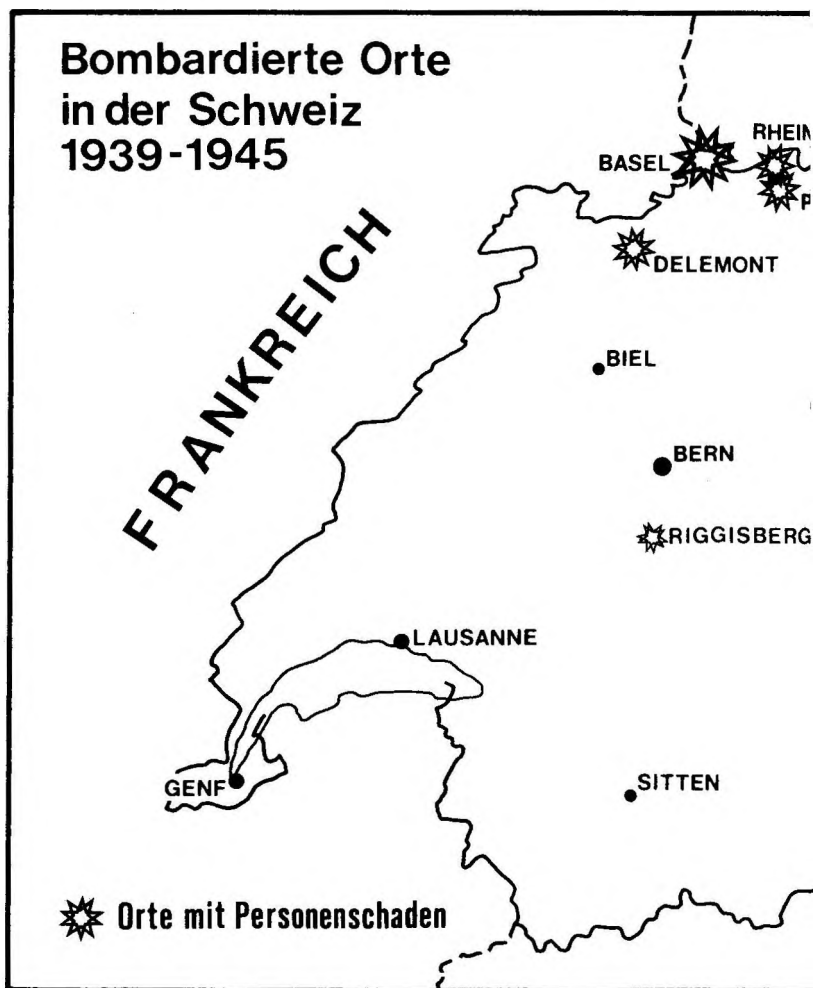 Bombardierte Orte
in der Schweiz
1939-1945
RHEIN
BASEL
P
DELEMONT
FRANKREICH
BIEL
BERN
RIGGISBERG
LAUSANNE
GENF
SITTEN
Orte mit Personenschaden